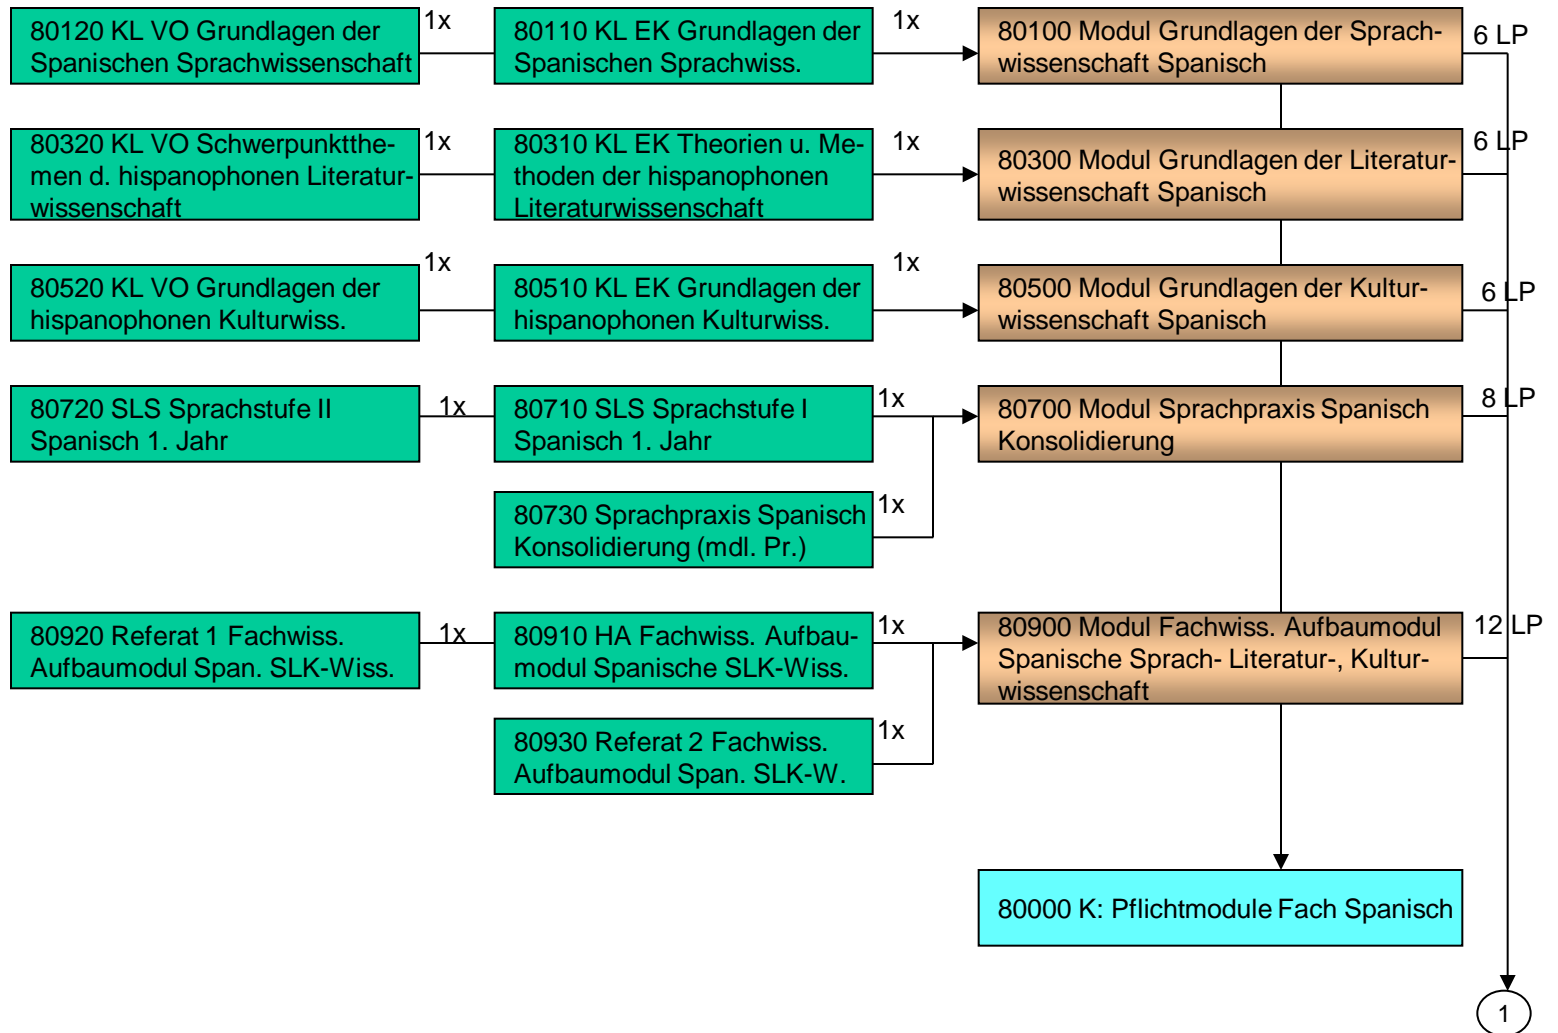 80120 KL VO Grundlagen der
Spanischen Sprachwissenschaft
1x
80110 KL EK Grundlagen der
Spanischen Sprachwiss.
1x
80100 Modul Grundlagen der Sprach-
wissenschaft Spanisch
6 LP
80320 KL VO Schwerpunktthe-
men d. hispanophonen Literatur-
wissenschaft
1x
80310 KL EK Theorien u. Me-
thoden der hispanophonen
Literaturwissenschaft
1x
80300 Modul Grundlagen der Literatur-
wissenschaft Spanisch
6 LP
80520 KL VO Grundlagen der
hispanophonen Kulturwiss.
1x
80510 KL EK Grundlagen der
hispanophonen Kulturwiss.
1x
80500 Modul Grundlagen der Kultur-
wissenschaft Spanisch
6 LP
80720 SLS Sprachstufe II
Spanisch 1. Jahr
1x
80710 SLS Sprachstufe I
Spanisch 1. Jahr
1x
80700 Modul Sprachpraxis Spanisch
Konsolidierung
8 LP
80730 Sprachpraxis Spanisch
Konsolidierung (mdl. Pr.)
1x
80920 Referat 1 Fachwiss.
Aufbaumodul Span. SLK-Wiss.
1x
80910 HA Fachwiss. Aufbau-
modul Spanische SLK-Wiss.
1x
80900 Modul Fachwiss. Aufbaumodul
Spanische Sprach- Literatur-, Kultur-
wissenschaft
12 LP
80930 Referat 2 Fachwiss.
Aufbaumodul Span. SLK-W.
1x
80000 K: Pflichtmodule Fach Spanisch
1